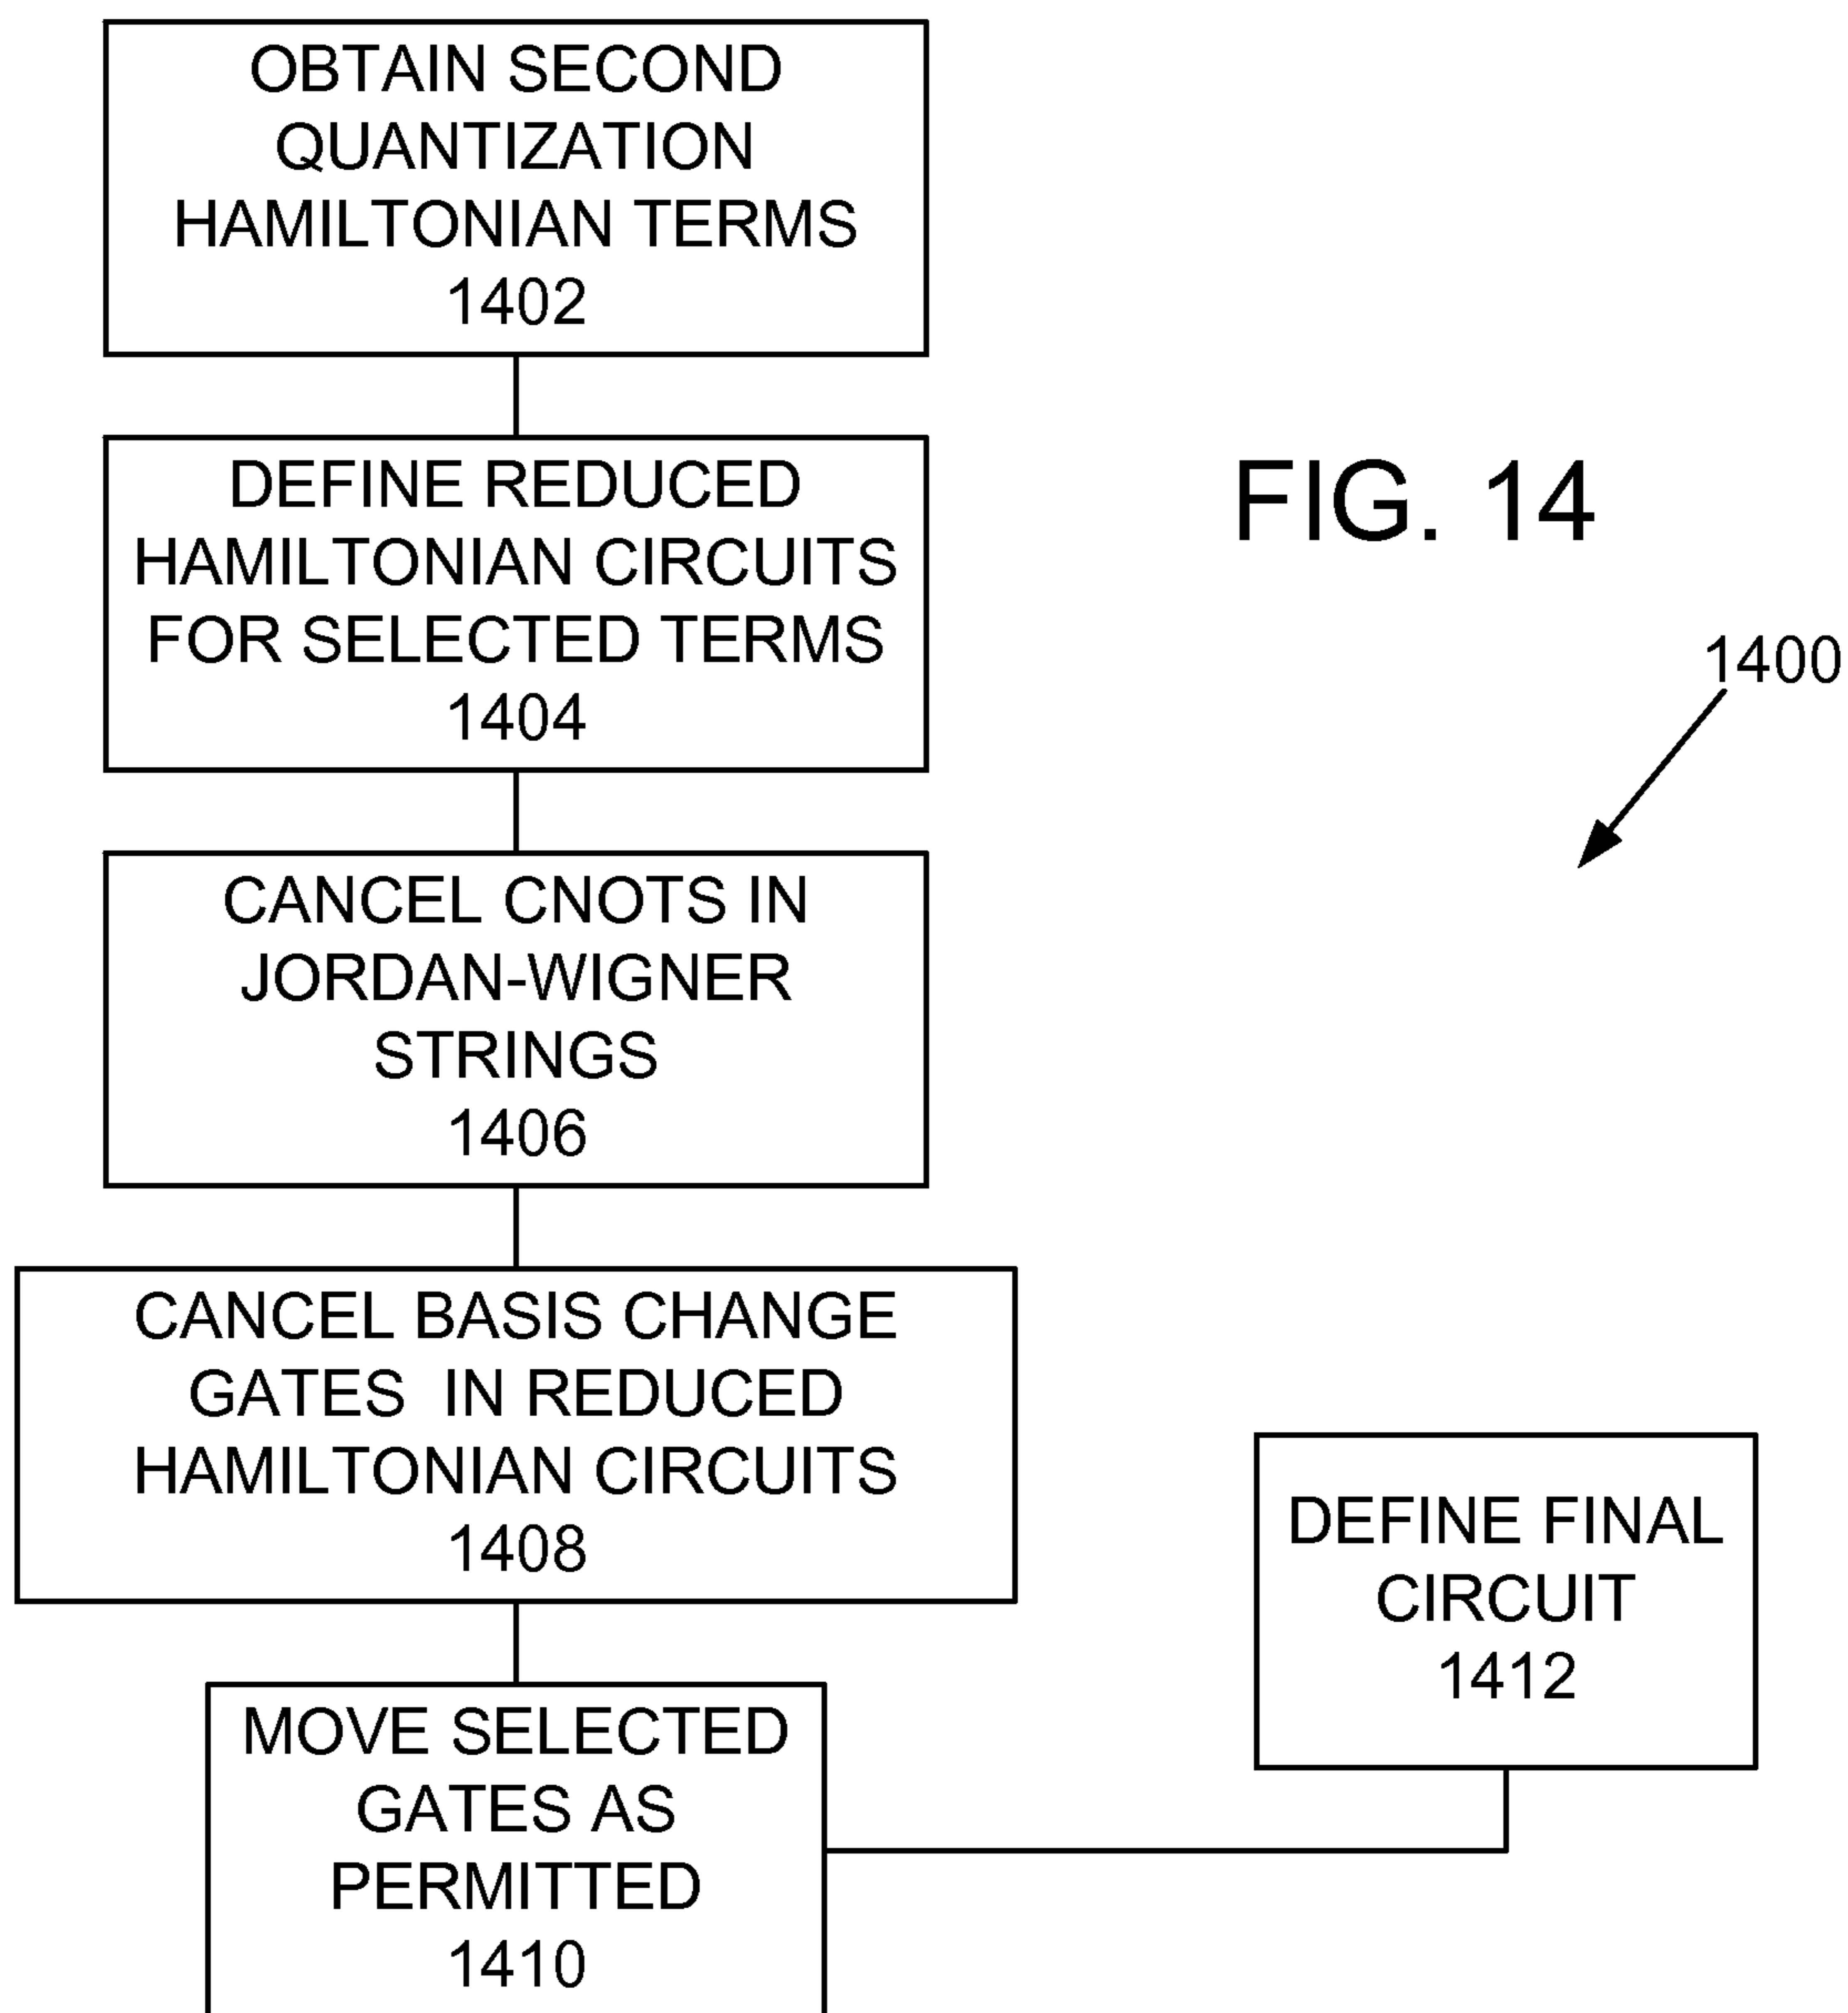 OBTAIN SECOND
QUANTIZATION
HAMILTONIAN TERMS
1402
DEFINE REDUCED
HAMILTONIAN CIRCUITS
FOR SELECTED TERMS
1404
FIG. 14
1400
CANCEL CNOTS IN
JORDAN-WIGNER
STRINGS
1406
CANCEL BASIS CHANGE
GATES IN REDUCED
HAMILTONIAN CIRCUITS
1408
MOVE SELECTED
GATES AS
PERMITTED
1410
DEFINE FINAL
CIRCUIT
1412